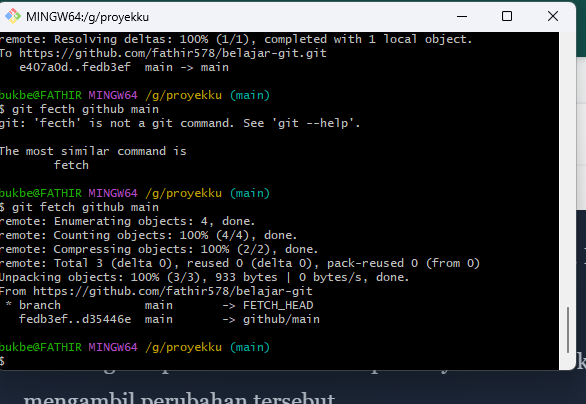 MINGW64:/g/proyekku
remote: Resolving deltas: 100% (1/1), completed with 1 local object.
To https://github.com/fathir578/belajar-git.git
   e407a0d..fedb3ef  main -> main
bukbe@FATHIR MINGW64 /g/proyekku (main)
$ git fecth github main
git: 'fecth' is not a git command. See 'git --help'.
The most similar command is
        fetch
bukbe@FATHIR MINGW64 /g/proyekku (main)
$ git fetch github main
remote: Enumerating objects: 4, done.
remote: Counting objects: 100% (4/4), done.
remote: Compressing objects: 100% (2/2), done.
remote: Total 3 (delta 0), reused 0 (delta 0), pack-reused 0 (from 0)
Unpacking objects: 100% (3/3), 933 bytes | 0 bytes/s, done.
From https://github.com/fathir578/belajar-git
 * branch            main       -> FETCH_HEAD
   fedb3ef..d35446e  main       -> github/main
bukbe@FATHIR MINGW64 /g/proyekku (main)
$
mengambil perubahan tersebut